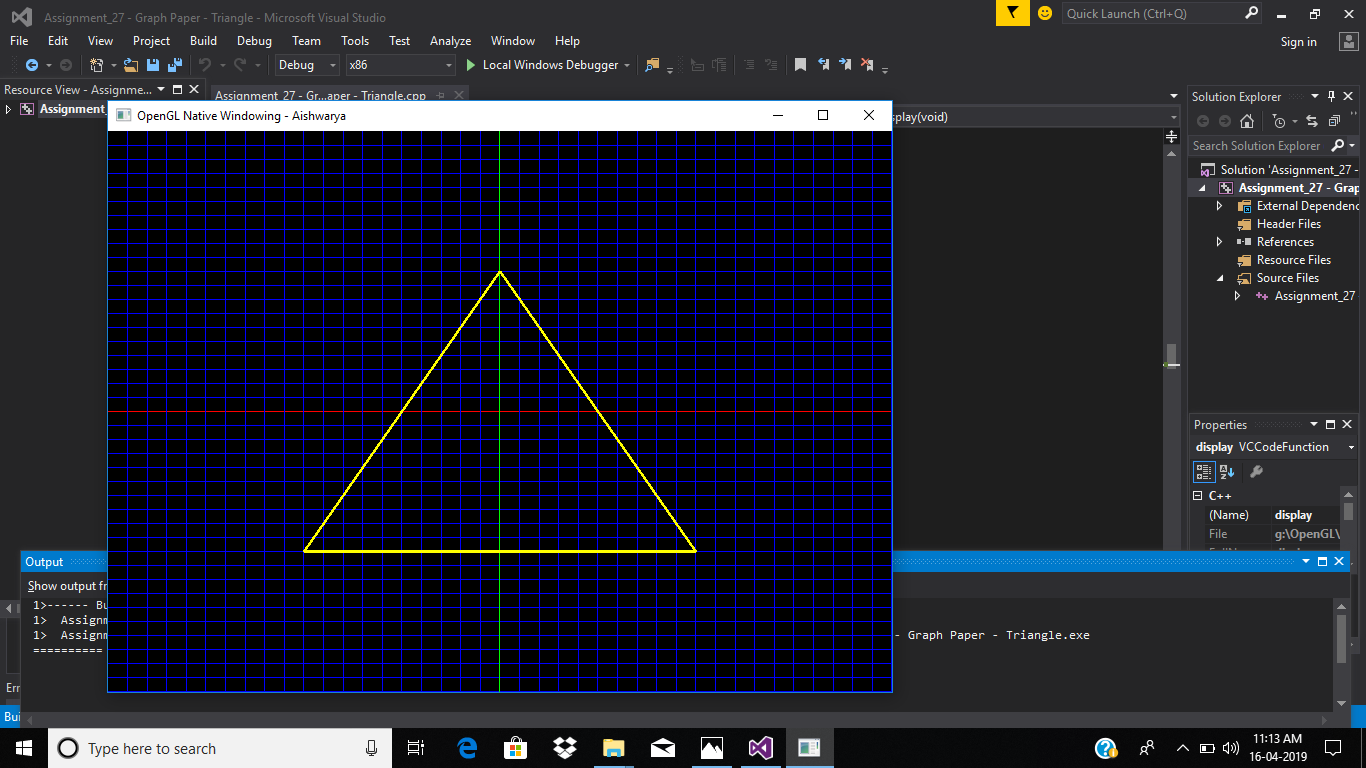 Assignment_27 - Graph Paper - Triangle - Microsoft Visual Studio
Quick Launch (Ctrl+Q)
File Edit View Project Build Debug Team Tools Test Analyze Window Help
Sign in
Debug x86 Local Windows Debugger
Resource View - Assignme...
Assignment_27 - Gr...aper - Triangle.cpp
Assignment_
OpenGL Native Windowing - Aishwarya
splay(void)
Solution Explorer
Search Solution Explorer
Solution 'Assignment_27 -
Assignment_27 - Grap
External Dependenc
Header Files
References
Resource Files
Source Files
Assignment_27
Properties
display VCCodeFunction
C++
(Name) display
File g:\OpenGL\
Output
Show output fr
1>------ Bu
1> Assignm
1> Assignm - Graph Paper - Triangle.exe
==========
Err
Bui
Type here to search
11:13 AM
16-04-2019